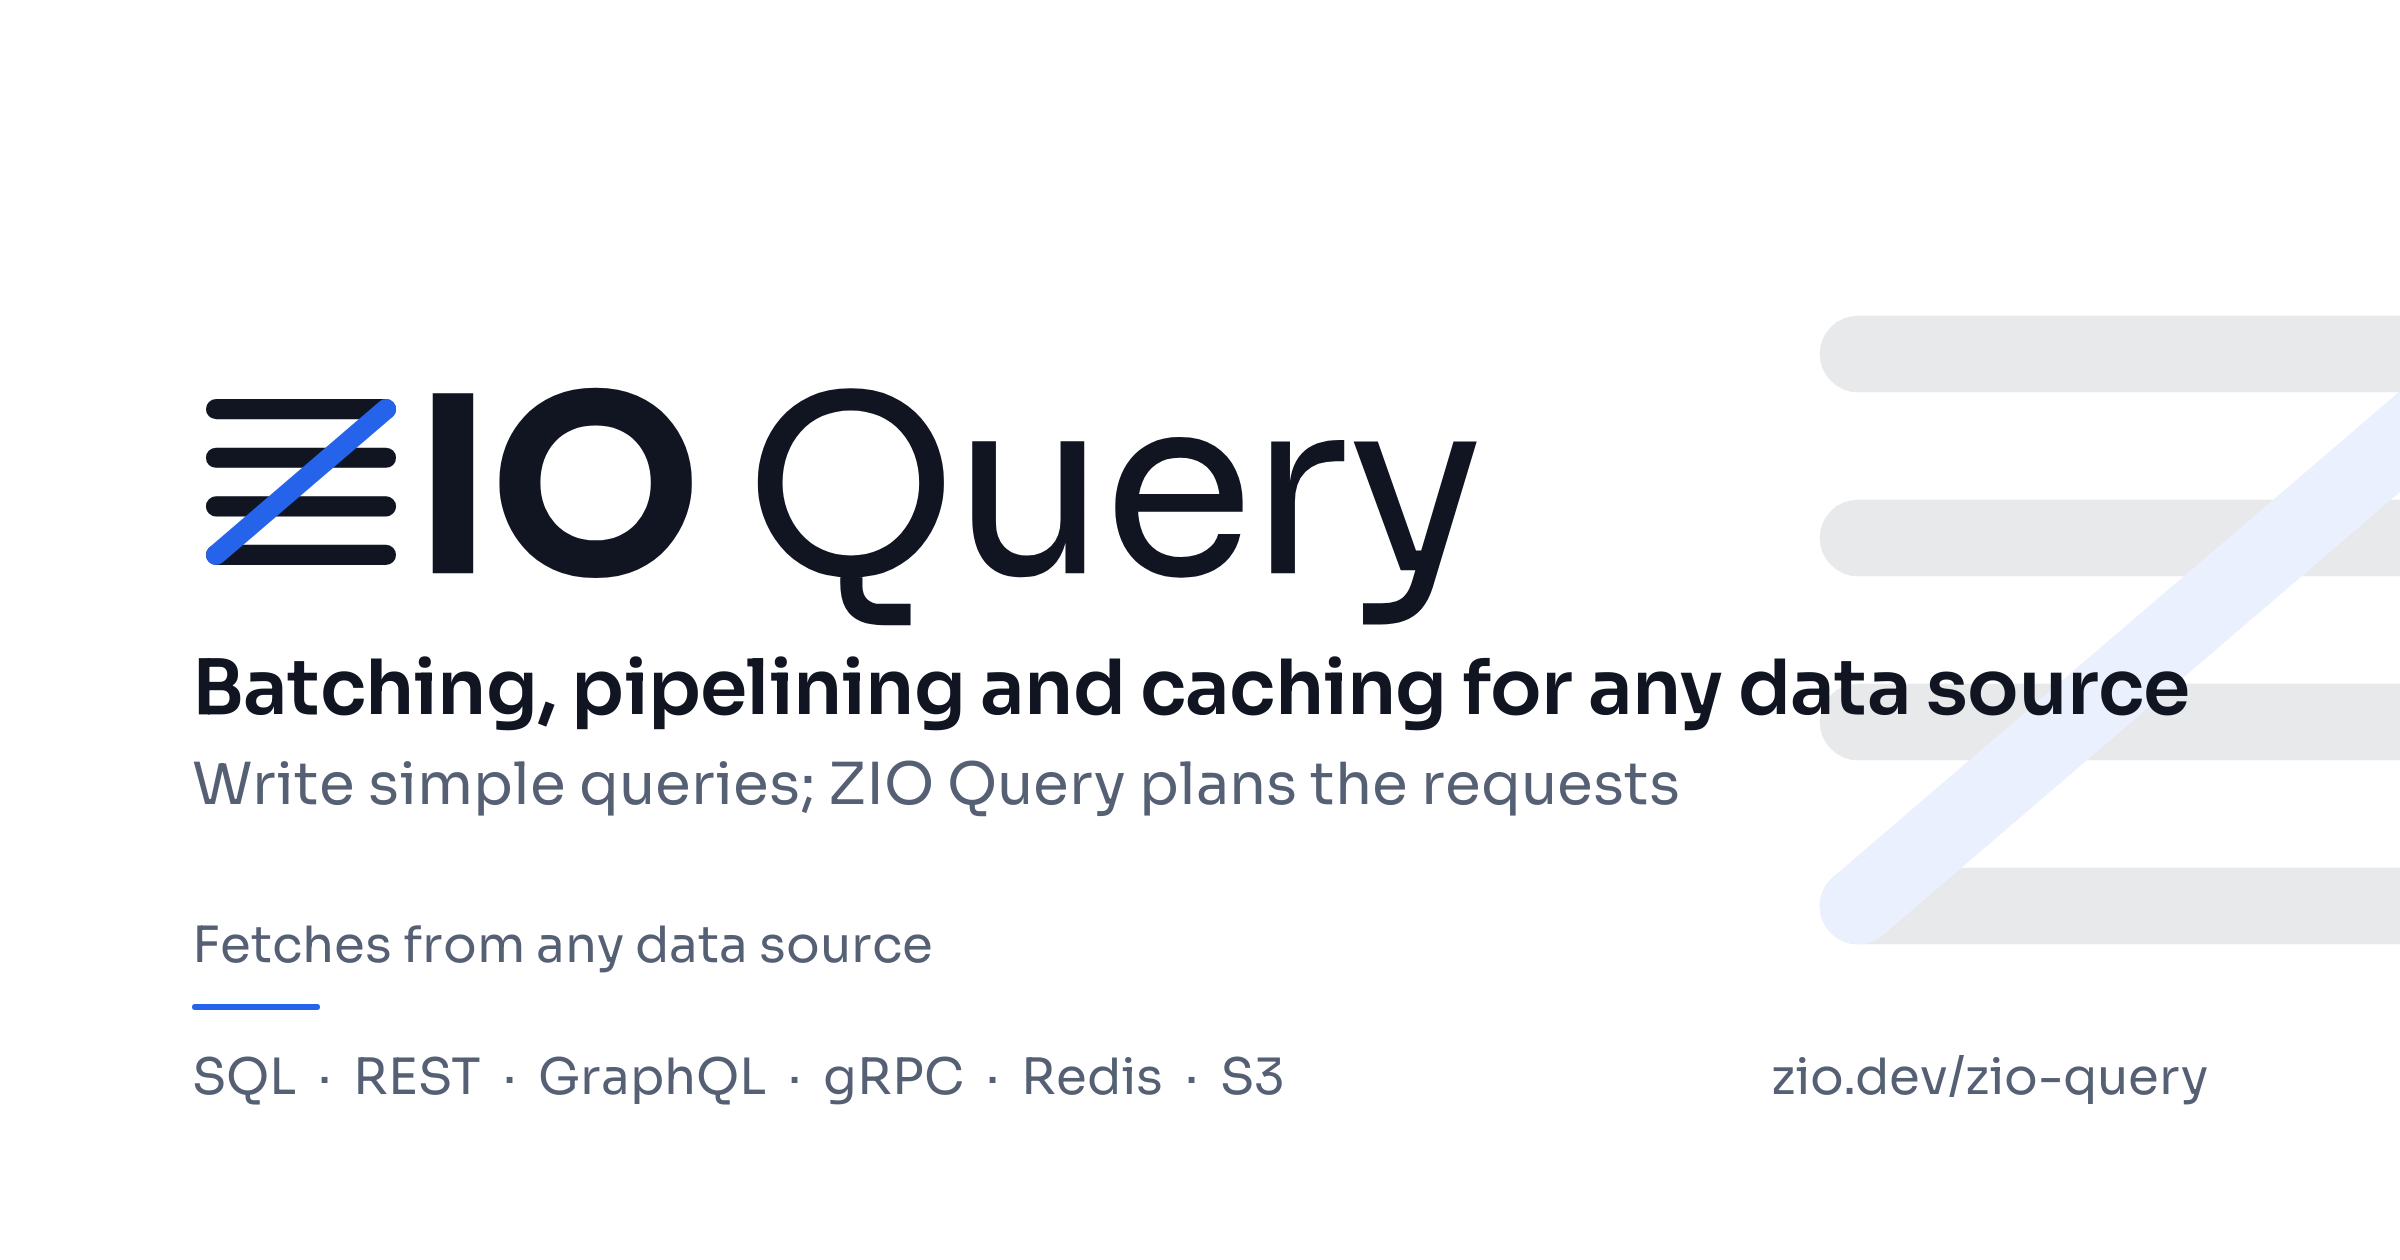 ZIO Query
Batching, pipelining and caching for any data source
Write simple queries; ZIO Query plans the requests
Fetches from any data source
SQL · REST · GraphQL · gRPC · Redis · S3
zio.dev/zio-query